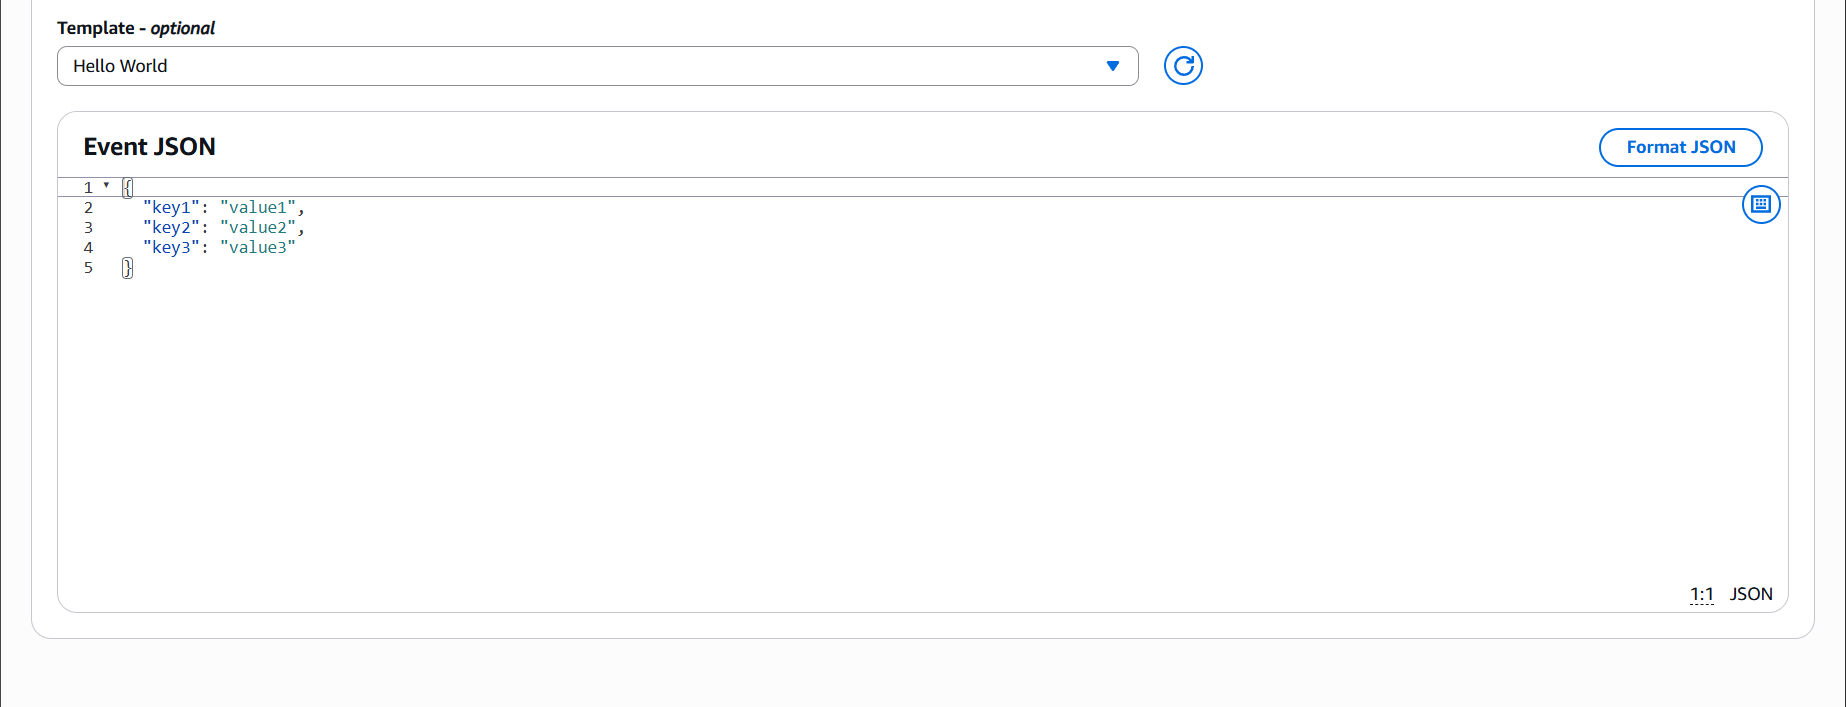 Template - optional
Hello World
Event JSON
Format JSON
1 {
2 "key1": "value1",
3 "key2": "value2",
4 "key3": "value3"
5 }
1:1 JSON